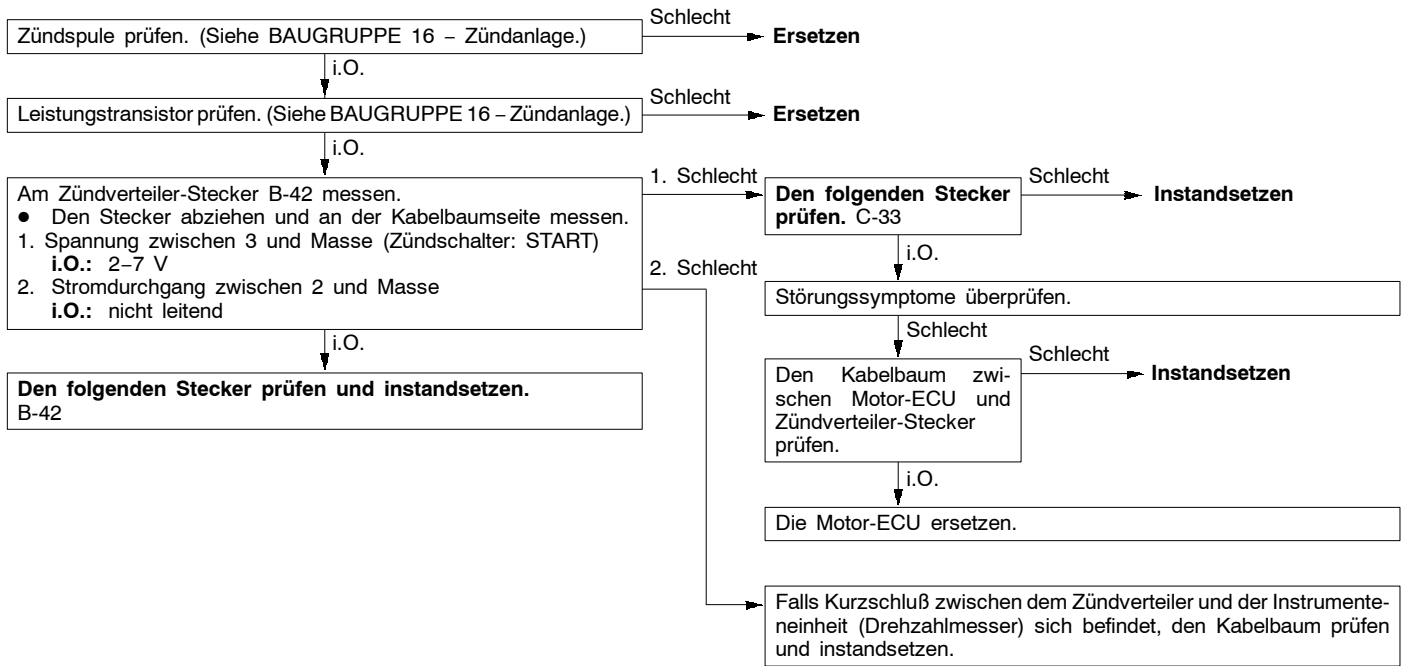 Zündspule prüfen. (Siehe BAUGRUPPE 16 – Zündanlage.)
Schlecht
Ersetzen
i.O.
Leistungstransistor prüfen. (Siehe BAUGRUPPE 16 – Zündanlage.)
Schlecht
Ersetzen
i.O.
Am Zündverteiler-Stecker B-42 messen.
● Den Stecker abziehen und an der Kabelbaumseite messen.
1. Spannung zwischen 3 und Masse (Zündschalter: START)
i.O.: 2–7 V
2. Stromdurchgang zwischen 2 und Masse
i.O.: nicht leitend
i.O.
Den folgenden Stecker prüfen und instandsetzen.
B-42
1. Schlecht
Den folgenden Stecker
prüfen. C-33
Schlecht
Instandsetzen
i.O.
Störungssymptome überprüfen.
Schlecht
Den Kabelbaum zwi-
schen Motor-ECU und
Zündverteiler-Stecker
prüfen.
Schlecht
Instandsetzen
i.O.
Die Motor-ECU ersetzen.
2. Schlecht
Falls Kurzschluß zwischen dem Zündverteiler und der Instrumente-
neinheit (Drehzahlmesser) sich befindet, den Kabelbaum prüfen
und instandsetzen.